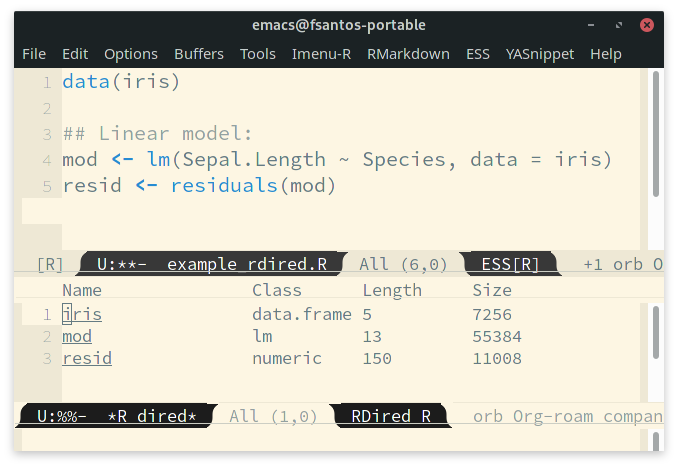 emacs@fsantos-portable
File Edit Options Buffers Tools Imenu-R RMarkdown ESS YASnippet Help
1 data(iris)
2
3 ## Linear model:
4 mod <- lm(Sepal.Length ~ Species, data = iris)
5 resid <- residuals(mod)
[R] U:**- example_rdired.R All (6,0) ESS[R] +1 orb O
Name Class Length Size
1 iris data.frame 5 7256
2 mod lm 13 55384
3 resid numeric 150 11008
U:%%- *R dired* All (1,0) RDired R orb Org-roam compan